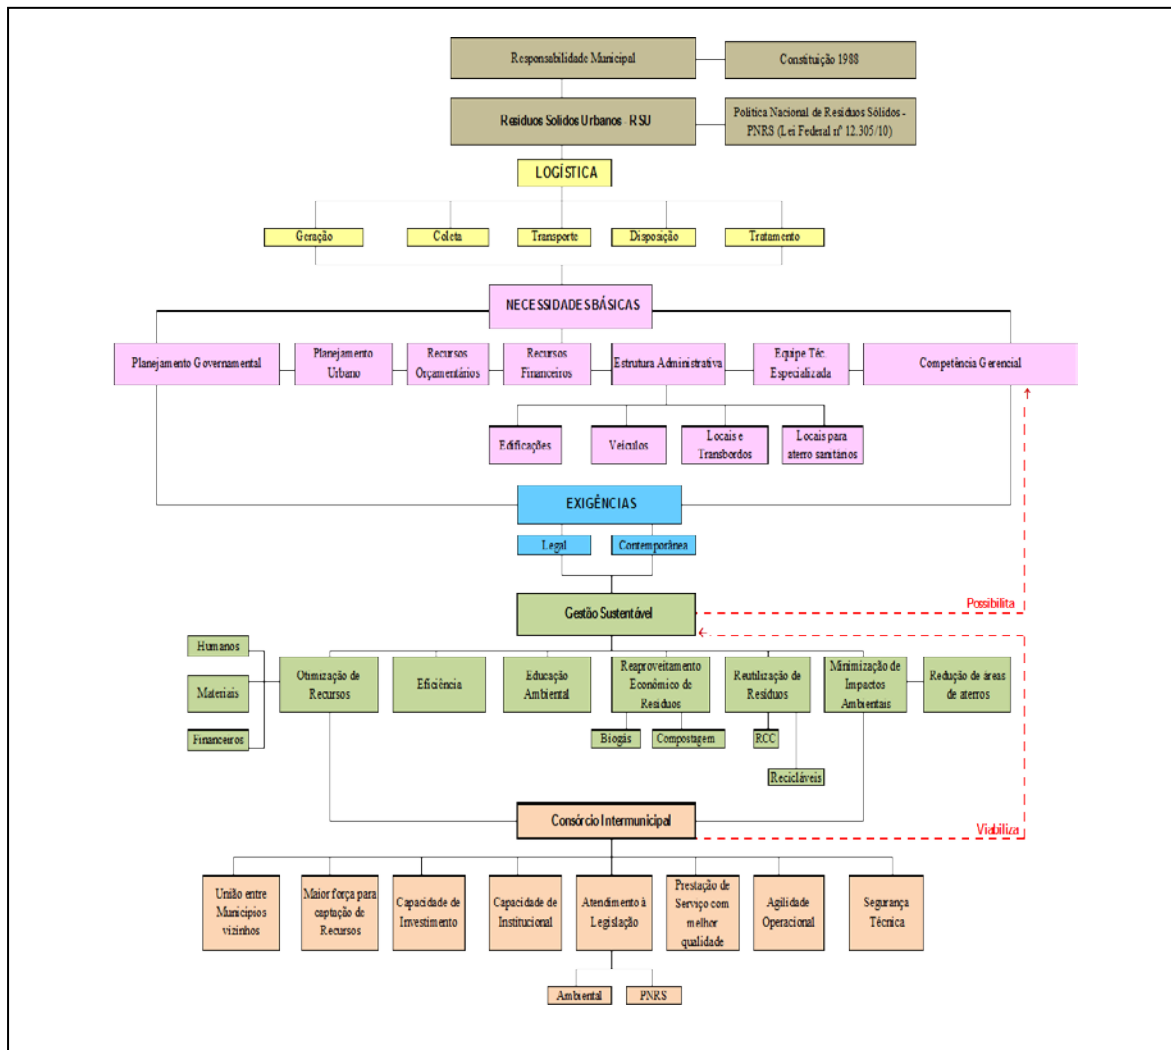 Responsabilidade Municipal
Constituição 1988
Residuos Solidos Urbanos - RSU
Política Nacional de Resíduos Sólidos -
PNRS (Lei Federal nº 12.305/10)
LOGÍSTICA
Geração
Coleta
Transporte
Disposição
Tratamento
NECESSIDADES BÁSICAS
Planejamento Governamental
Planejamento
Urbano
Recursos
Orçamentários
Recursos
Financeiros
Estrutura Administrativa
Equipe Téc.
Especializada
Competência Gerencial
Edificações
Veículos
Locais e
Transbordos
Locais para
aterro sanitários
EXIGÊNCIAS
Legal
Contemporânea
Gestão Sustentável
Possibilita
Humanos
Materiais
Financeiros
Otimização de
Recursos
Eficiência
Educação
Ambiental
Reaproveitamento
Econômico de
Resíduos
Reutilização de
Resíduos
Minimização de
Impactos
Ambientais
Redução de áreas
de aterros
Biogás
Compostagem
RCC
Recicláveis
Consórcio Intermunicipal
Viabiliza
União entre
Municípios
vizinhos
Maior força para
captação de
Recursos
Capacidade de
Investimento
Capacidade de
Institucional
Atendimento à
Legislação
Prestação de
Serviço com
melhor
qualidade
Agilidade
Operacional
Segurança
Técnica
Ambiental
PNRS